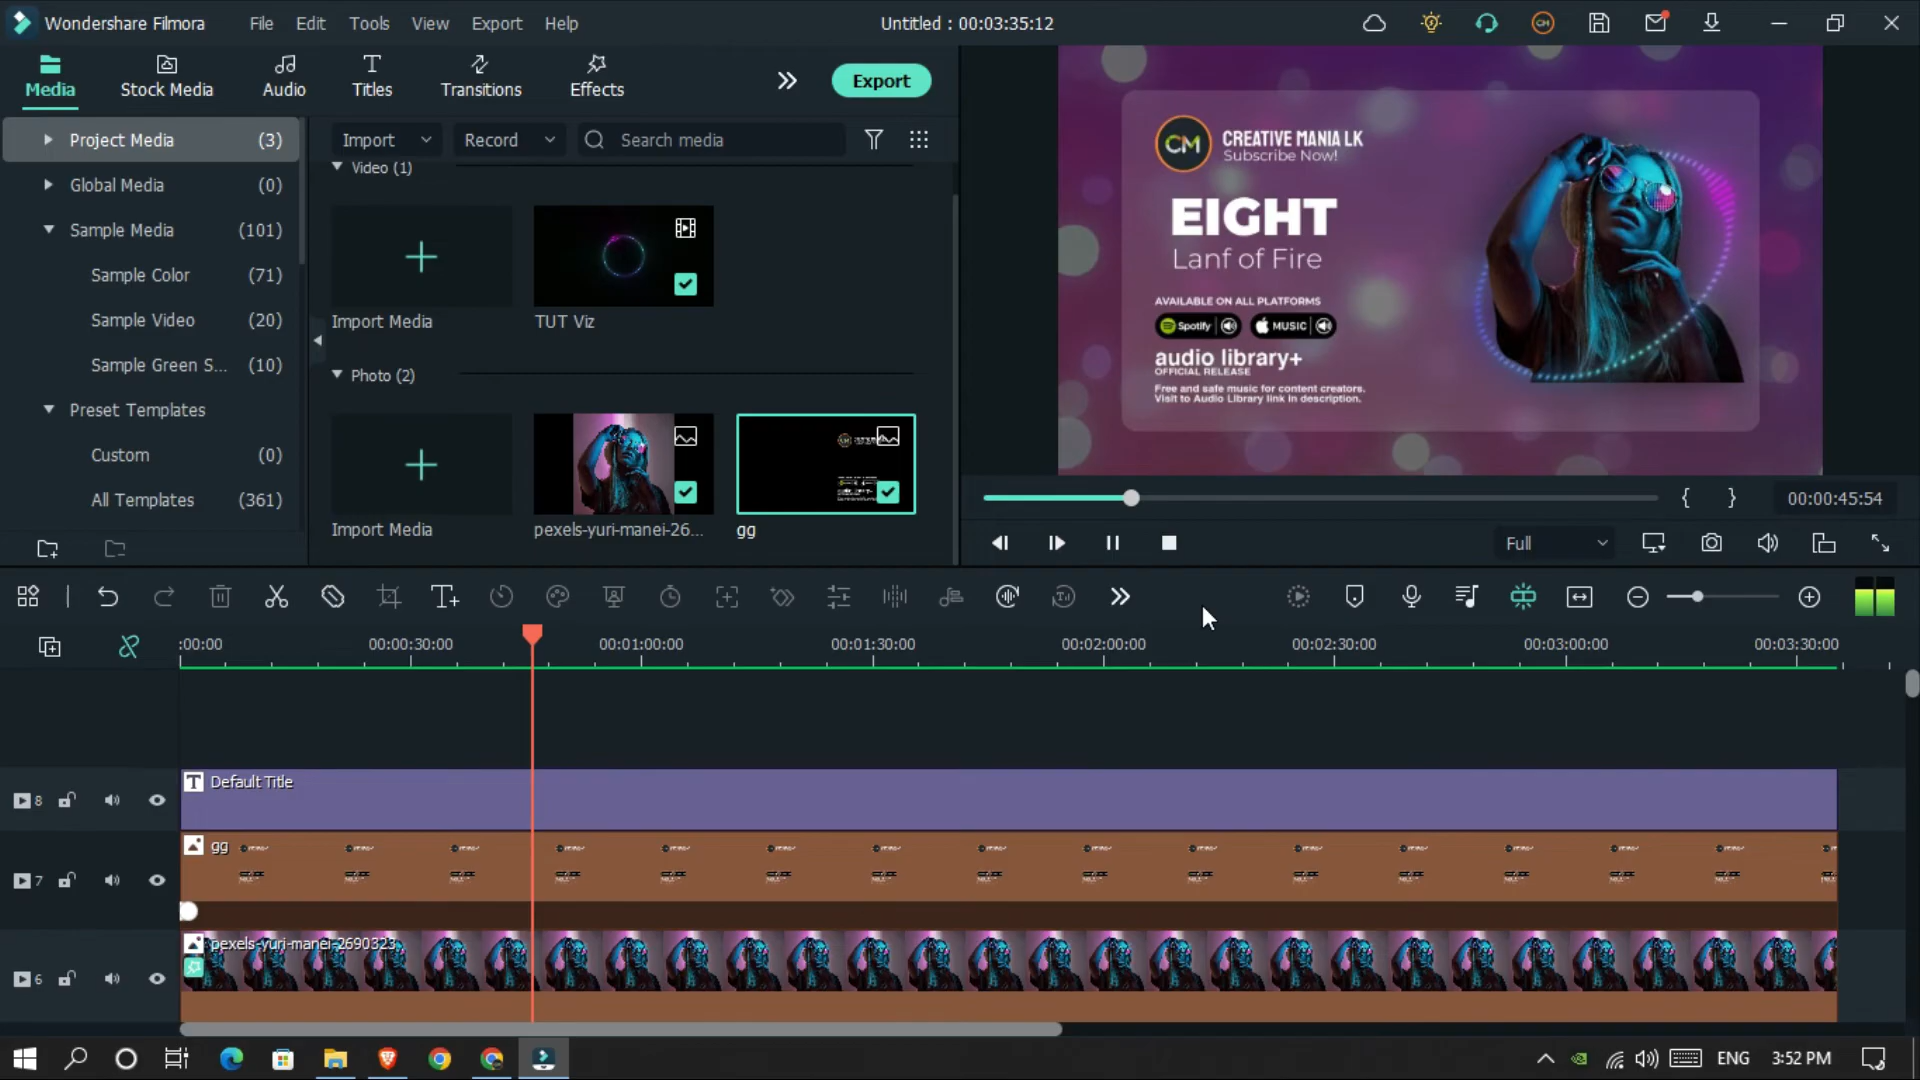 Wondershare Filmora File Edit Tools View Export Help Untitled : 00:03:35:12 CM
Media Stock Media Audio Titles Transitions Effects Export
Project Media (3) Import Record Search media
Global Media (0)
Sample Media (101)
Sample Color (71)
Sample Video (20)
Sample Green S... (10)
Preset Templates
Custom (0)
All Templates (361)
Video (1)
Import Media TUT Viz
Photo (2)
Import Media pexels-yuri-manei-26... gg
CM CREATIVE MANIA LK
Subscribe Now!
EIGHT
Lanf of Fire
AVAILABLE ON ALL PLATFORMS
Spotify MUSIC
audio library+
OFFICIAL RELEASE
Free and safe music for content creators.
Visit to Audio Library link in description.
{ } 00:00:45:54
Full
:00:00 00:00:30:00 00:01:00:00 00:01:30:00 00:02:00:00 00:02:30:00 00:03:00:00 00:03:30:00
8 T Default Title
7 gg
6 pexels-yuri-manei-2690323
ENG 3:52 PM